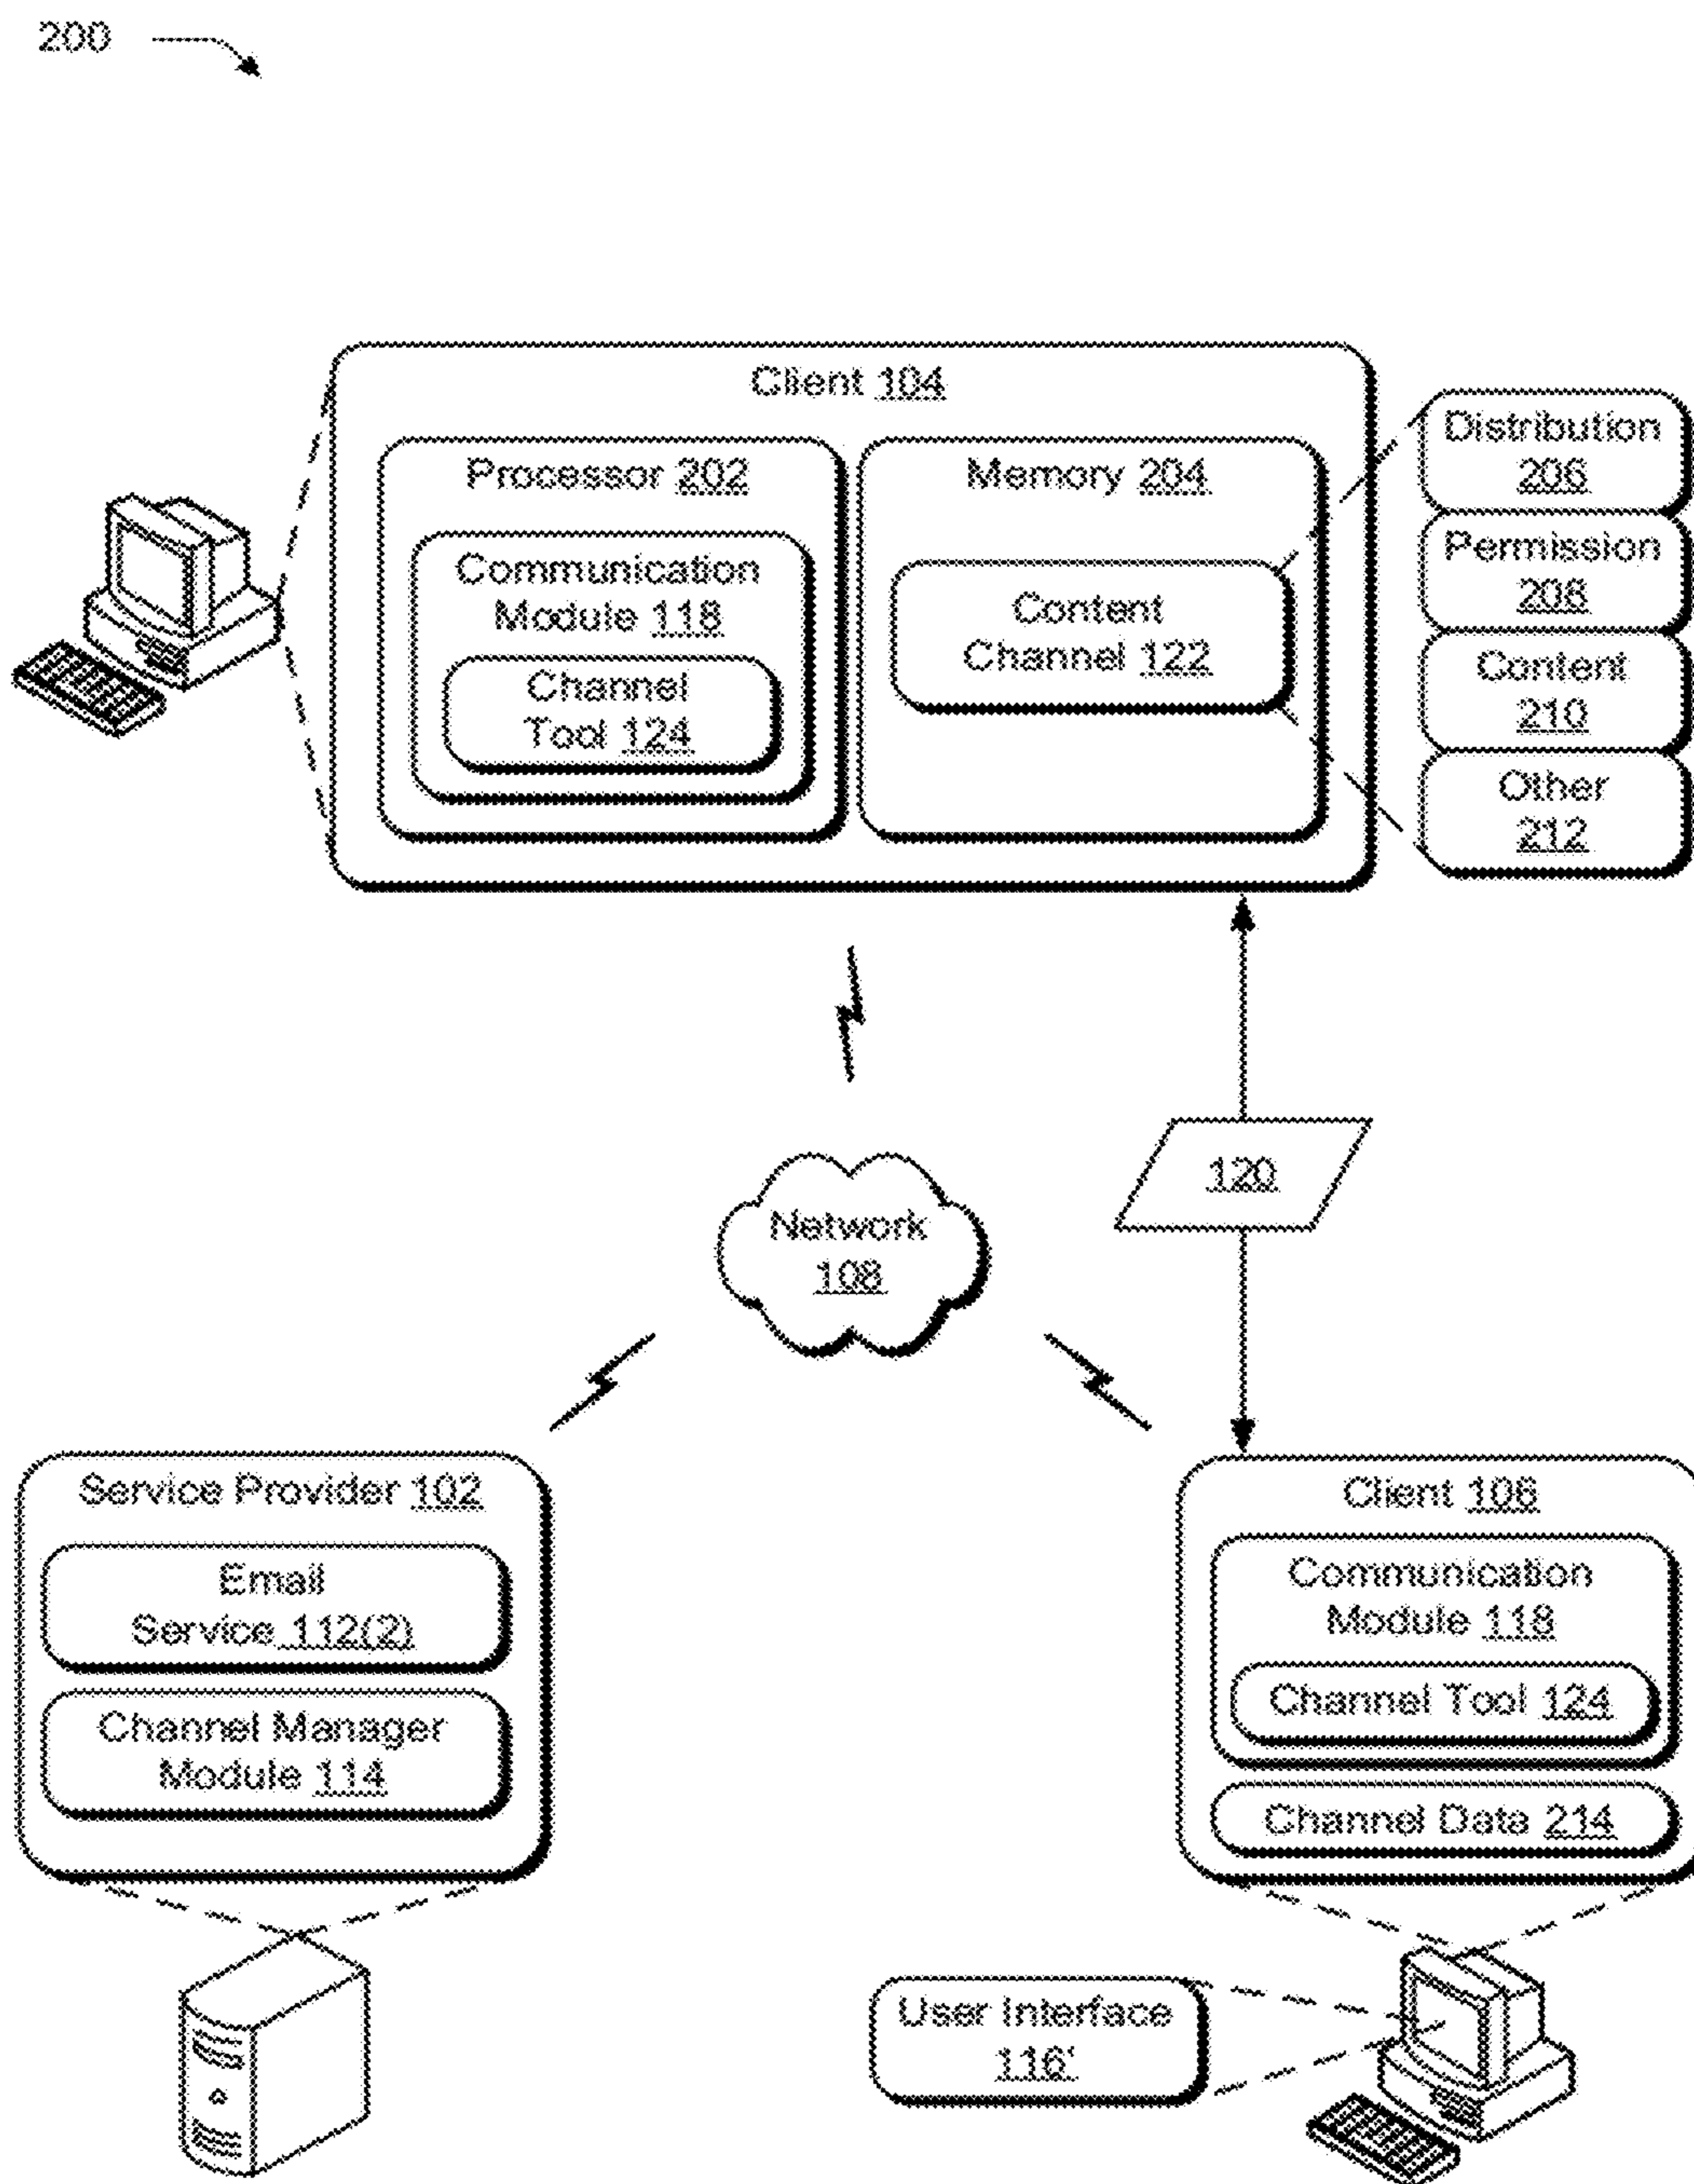 200
Client 104
Processor 202
Communication
Module 118
Channel
Tool 124
Memory 204
Content
Channel 122
Distribution
206
Permission
208
Content
210
Other
212
120
Network
108
Service Provider 102
Email
Service 112(2)
Channel Manager
Module 114
Client 106
Communication
Module 118
Channel Tool 124
Channel Data 214
User Interface
116'